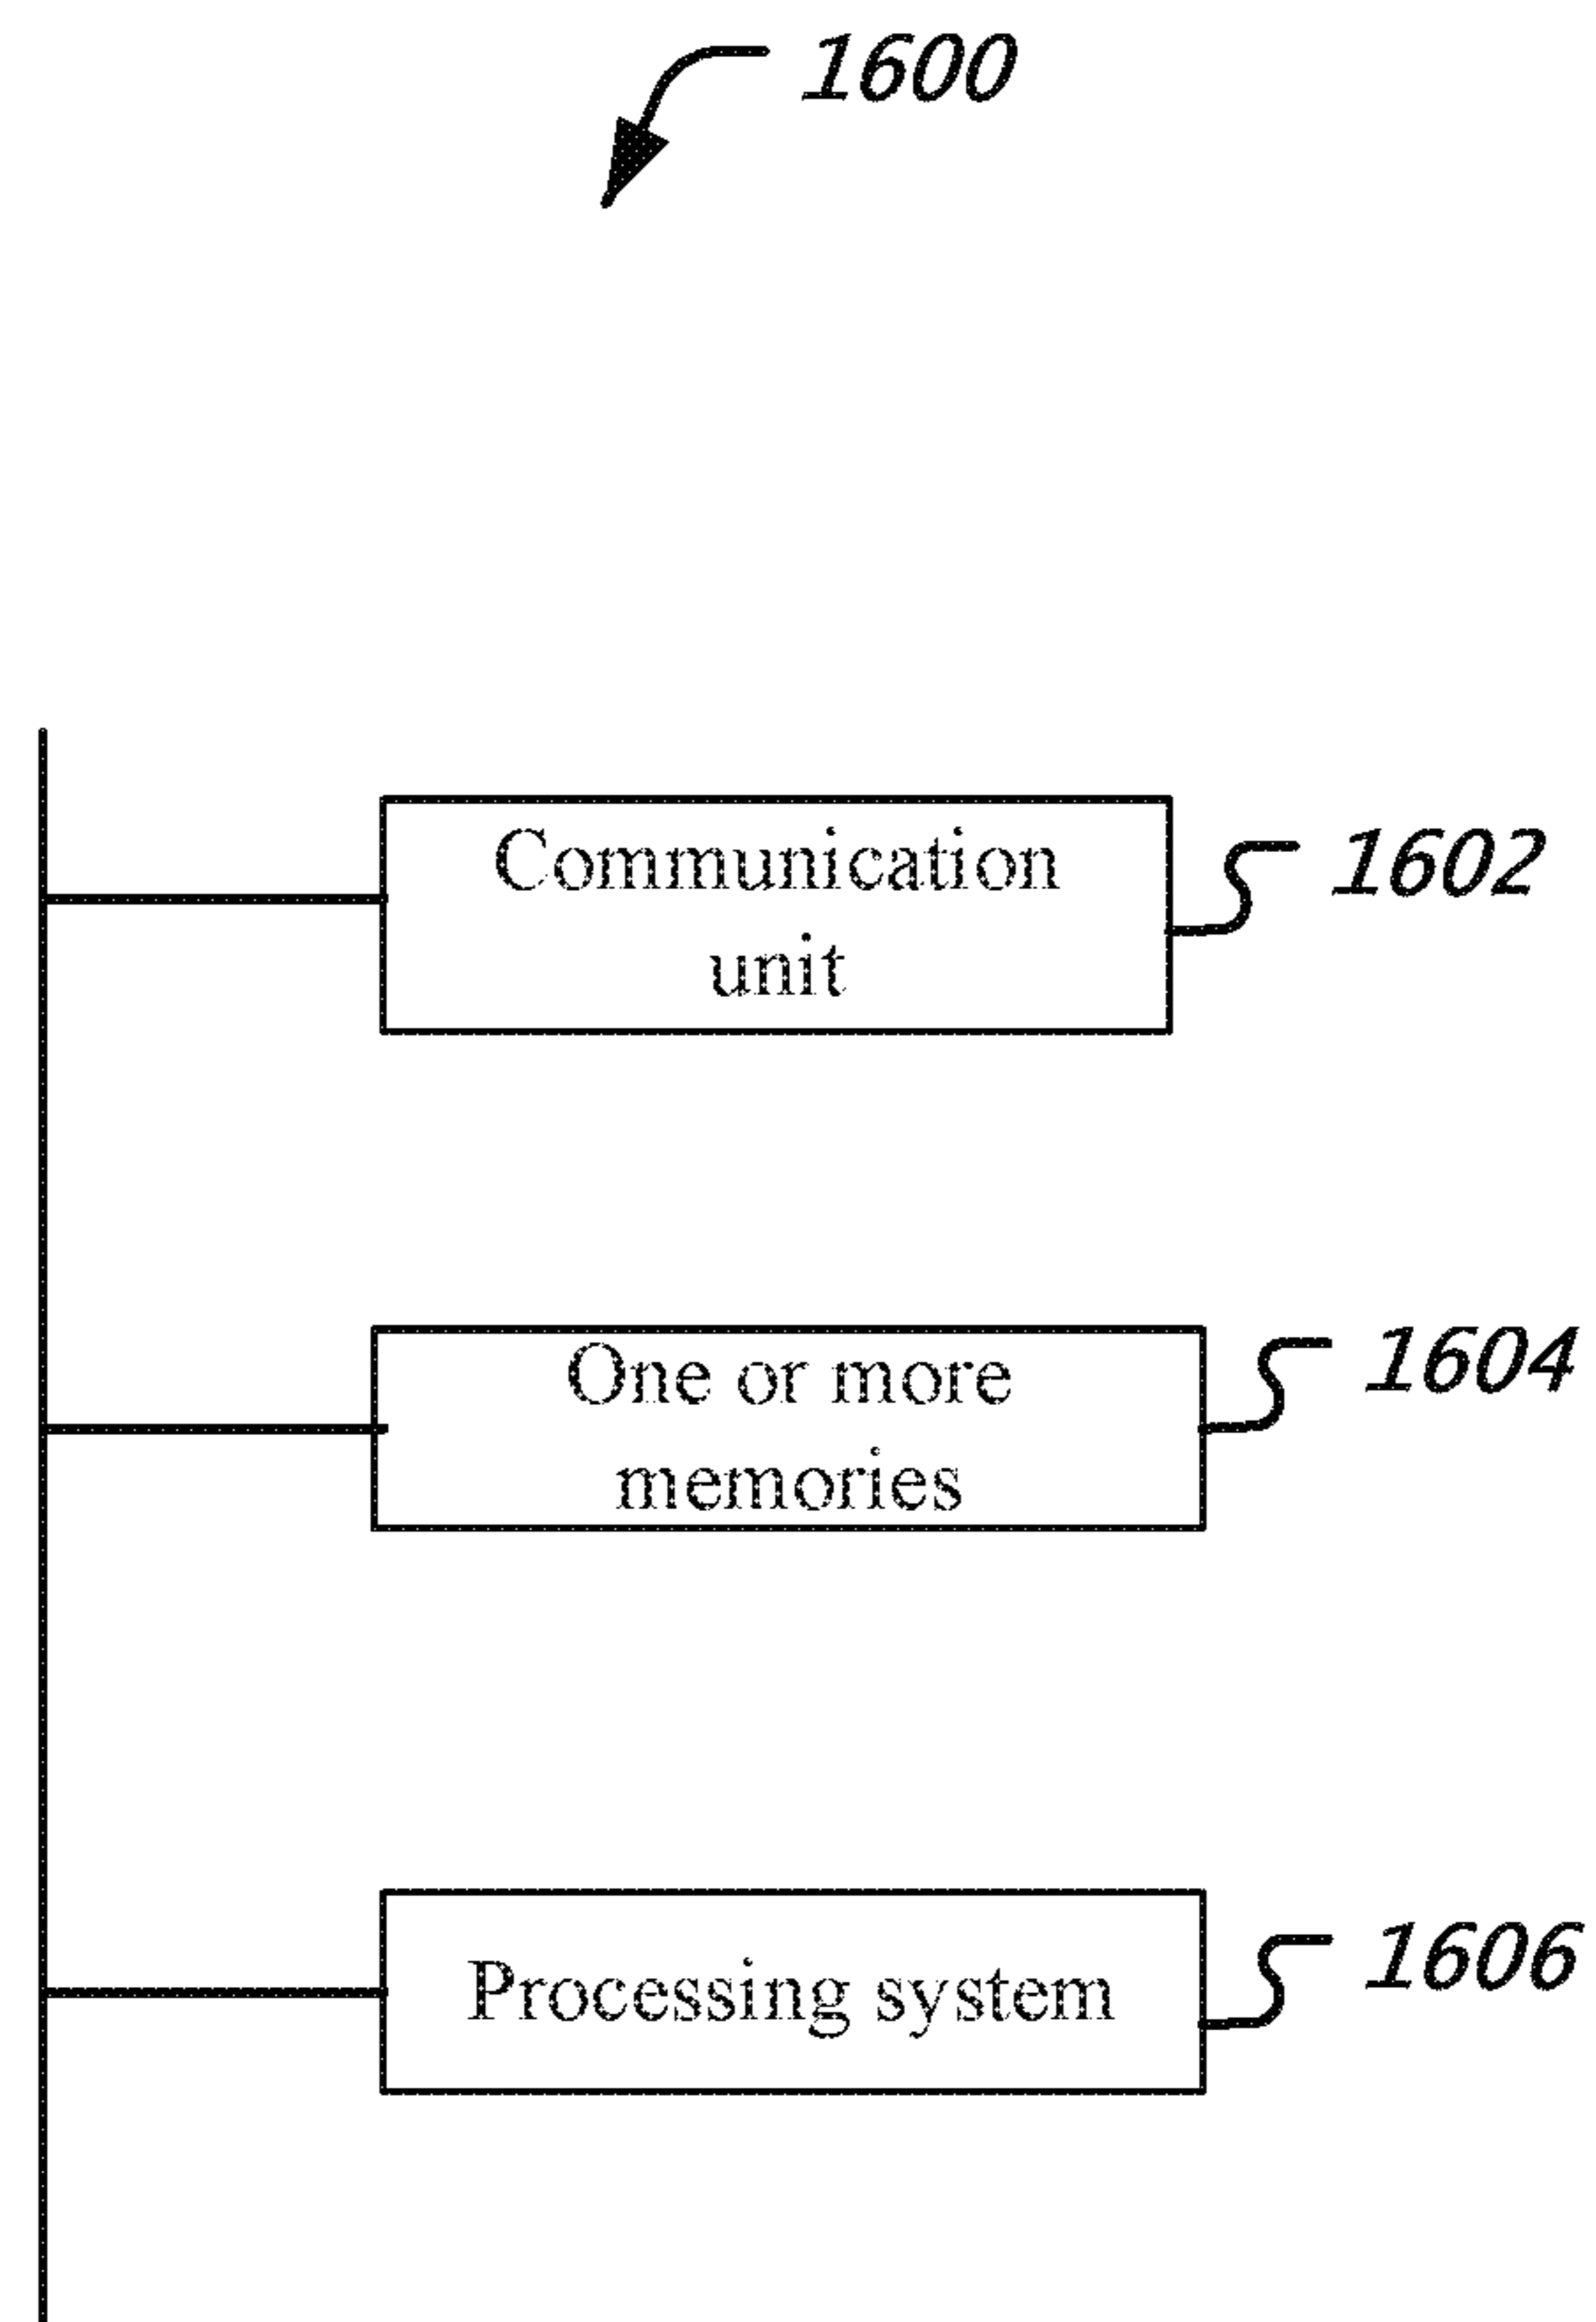 1600
Communication
unit
1602
One or more
memories
1604
Processing system
1606